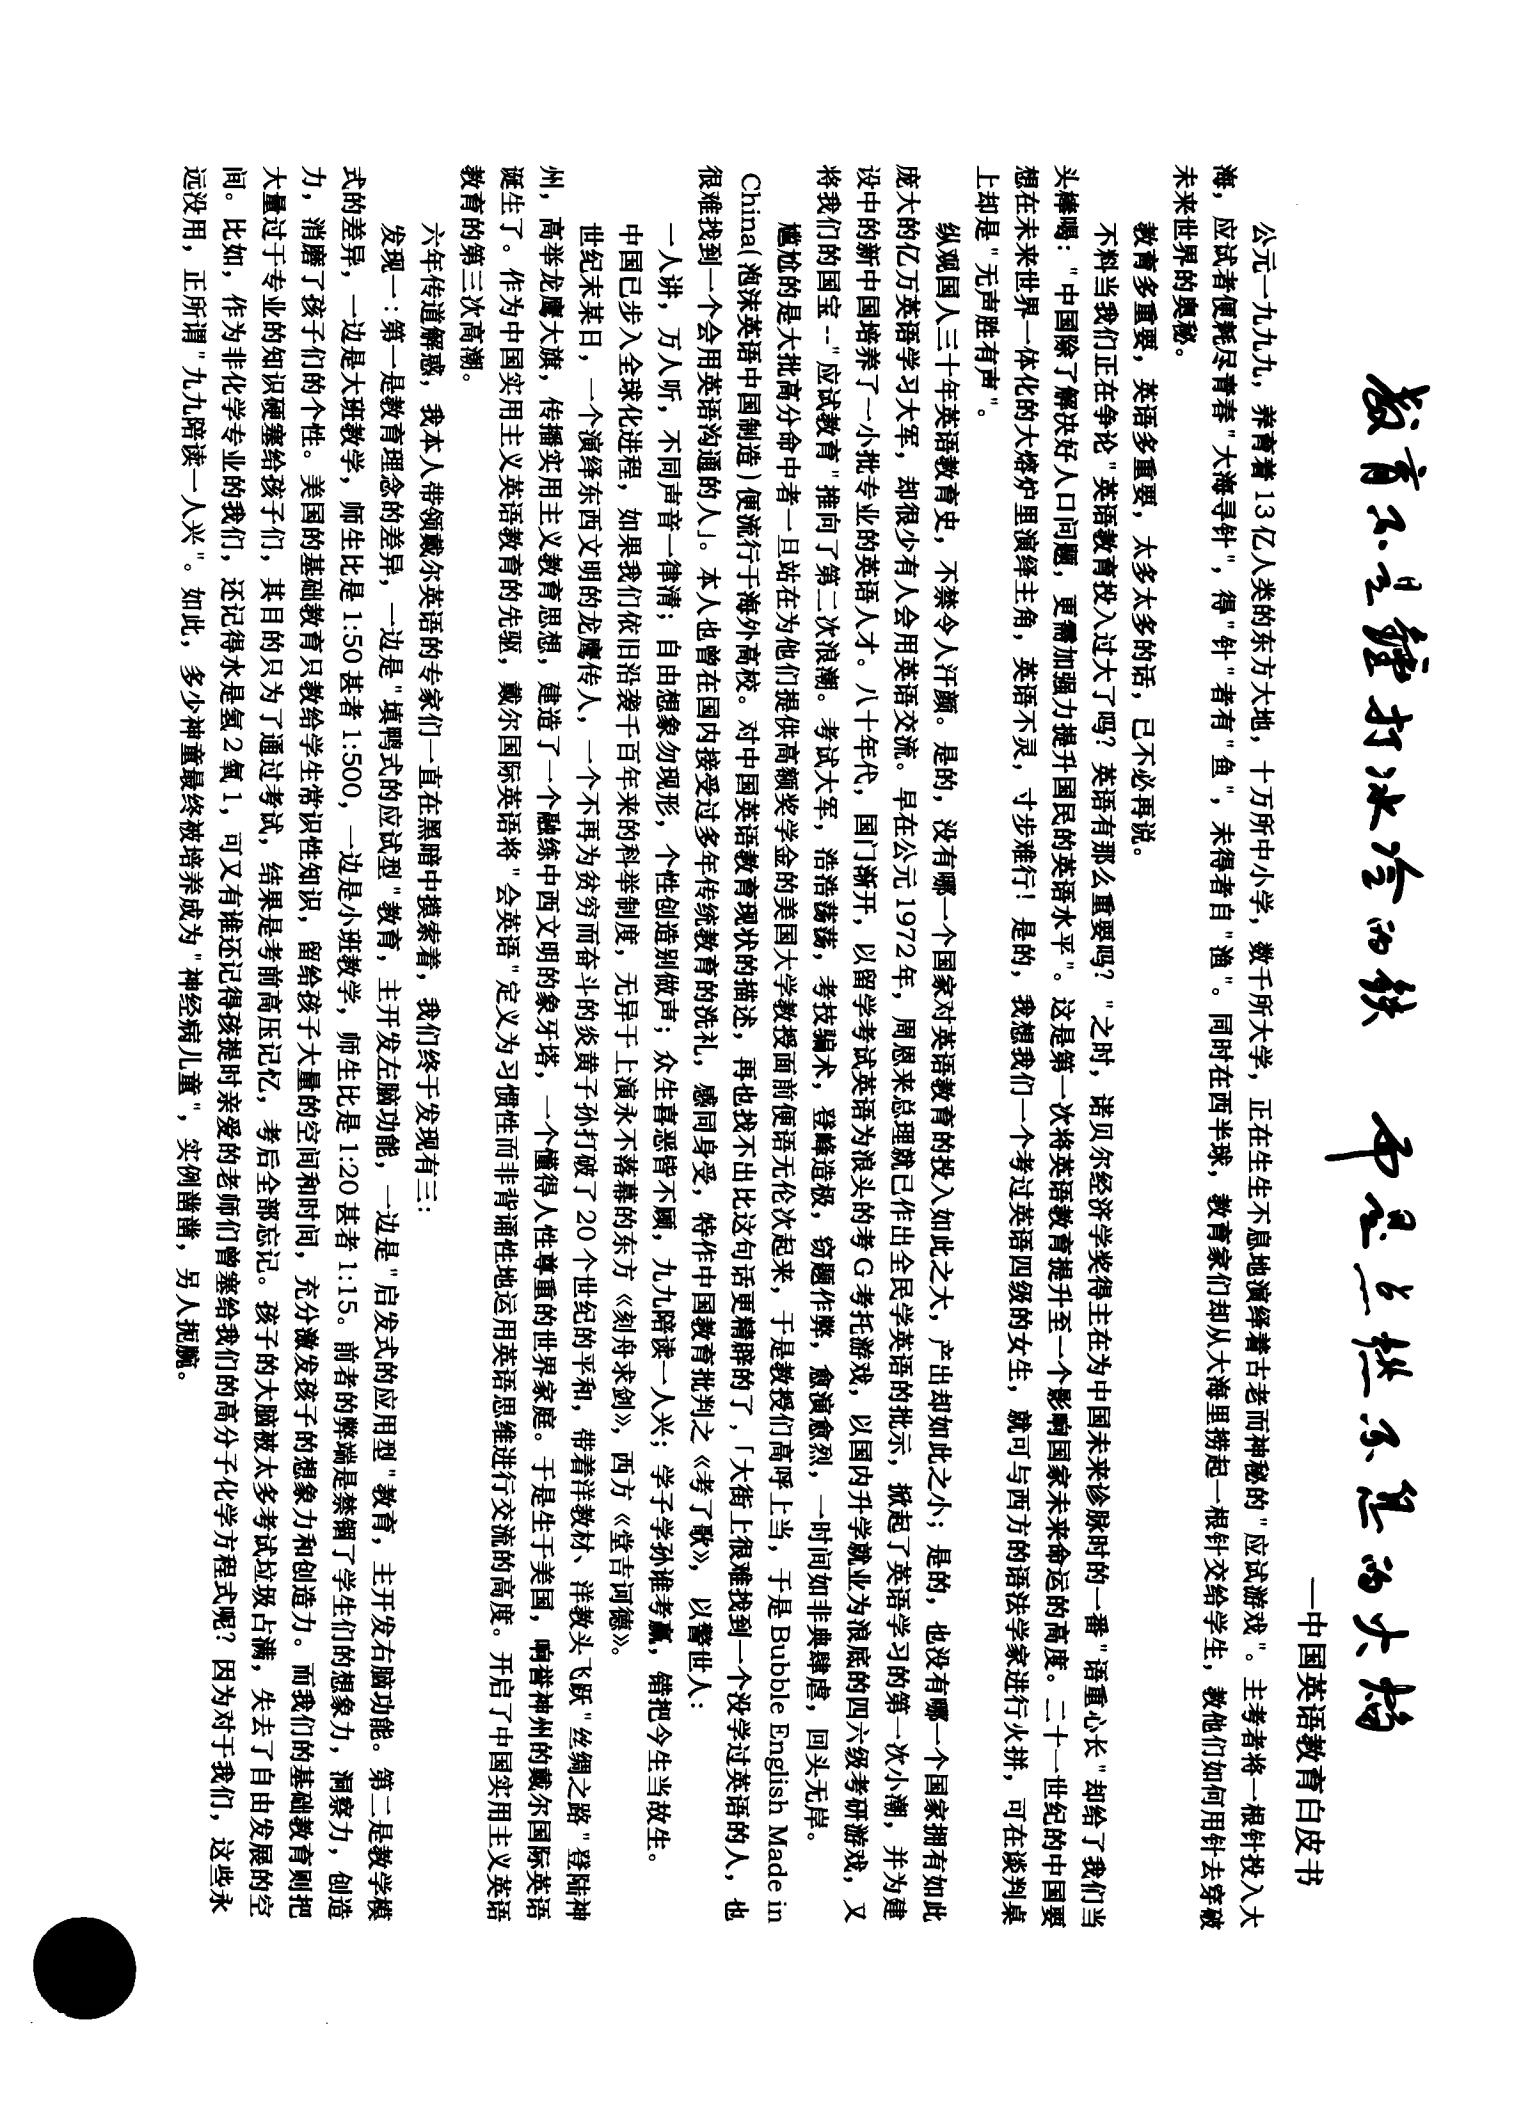 教育不是锤打冰冷的铁 而是点燃不息的火焰
—中国英语教育白皮书
公元一九九九，养育着13亿人类的东方大地，十万所中小学，数千所大学，正在生生不息地演绎着古老而神秘的"应试游戏"。主考者将一根针投入大
海，应试者便耗尽青春"大海寻针"，得"针"者有"鱼"，未得者自"渔"。同时在西半球，教育家们却从大海里捞起一根针交给学生，教他们如何用针去穿破
未来世界的奥秘。
教育多重要，英语多重要，太多太多的话，已不必再说。
不料当我们正在争论"英语教育投入过大了吗？英语有那么重要吗？"之时，诺贝尔经济学奖得主在为中国未来诊脉时的一番"语重心长"却给了我们当
头棒喝："中国除了解决好人口问题，更需加强力提升国民的英语水平"。这是第一次将英语教育提升至一个影响国家未来命运的高度。二十一世纪的中国要
想在未来世界一体化的大熔炉里演绎主角，英语不灵，寸步难行！是的，我想我们一个考过英语四级的女生，就可与西方的语法学家进行火拼，可在谈判桌
上却是"无声胜有声"。
纵观国人三十年英语教育史，不禁令人汗颜。是的，没有哪一个国家对英语教育的投入如此之大，产出却如此之小；是的，也没有哪一个国家拥有如此
庞大的亿万英语学习大军，却很少有人会用英语交流。早在公元1972年，周恩来总理就已作出全民学英语的批示，掀起了英语学习的第一次小潮，并为建
设中的新中国培养了一小批专业的英语人才。八十年代，国门渐开，以留学考试英语为浪头的考G考托游戏，以国内升学就业为浪底的四六级考研游戏，又
将我们的国宝--"应试教育"推向了第二次浪潮。考试大军，浩浩荡荡，考技骗术，登峰造极，窃题作弊，愈演愈烈，一时间如非典肆虐，回头无岸。
尴尬的是大批高分命中者一旦站在为他们提供高额奖学金的美国大学教授面前便语无伦次起来，于是教授们高呼上当，于是Bubble English Made in
China(泡沫英语中国制造)便流行于海外高校。对中国英语教育现状的描述，再也找不出比这句话更精辟的了，「大街上很难找到一个没学过英语的人，也
很难找到一个会用英语沟通的人」。本人也曾在国内接受过多年传统教育的洗礼，感同身受，特作中国教育批判之《考了歌》，以警世人：
一人讲，万人听，不同声音一律清；自由想象勿现形，个性创造别做声；众生喜恶皆不顾，九九陪读一人兴；学子学孙谁考赢，错把今生当故生。
中国已步入全球化进程，如果我们依旧沿袭千百年来的科举制度，无异于上演永不落幕的东方《刻舟求剑》，西方《堂吉诃德》。
世纪末某日，一个演绎东西文明的龙鹰传人，一个不再为贫穷而奋斗的炎黄子孙打破了20个世纪的平和，带着洋教材、洋教头飞跃"丝绸之路"登陆神
州，高举龙鹰大旗，传播实用主义教育思想，建造了一个融练中西文明的象牙塔，一个懂得人性尊重的世界家庭。于是生于美国，响誉神州的戴尔国际英语
诞生了。作为中国实用主义英语教育的先驱，戴尔国际英语将"会英语"定义为习惯性而非背诵性地运用英语思维进行交流的高度。开启了中国实用主义英语
教育的第三次高潮。
六年传道解惑，我本人带领戴尔英语的专家们一直在黑暗中摸索着，我们终于发现有三：
发现一：第一是教育理念的差异，一边是"填鸭式的应试型"教育，主开发左脑功能，一边是"启发式的应用型"教育，主开发右脑功能。第二是教学模
式的差异，一边是大班教学，师生比是1:50甚者1:500，一边是小班教学，师生比是1:20甚者1:15。前者的弊端是禁锢了学生们的想象力，洞察力，创造
力，消磨了孩子们的个性。美国的基础教育只教给学生常识性知识，留给孩子大量的空间和时间，充分激发孩子的想象力和创造力。而我们的基础教育则把
大量过于专业的知识硬塞给孩子们，其目的只为了通过考试，结果是考前高压记忆，考后全部忘记。孩子的大脑被太多考试垃圾占满，失去了自由发展的空
间。比如，作为非化学专业的我们，还记得水是氢2氧1，可又有谁还记得孩提时亲爱的老师们曾塞给我们的高分子化学方程式呢？因为对于我们，这些永
远没用，正所谓"九九陪读一人兴"。如此，多少神童最终被培养成为"神经病儿童"，实例凿凿，另人扼腕。